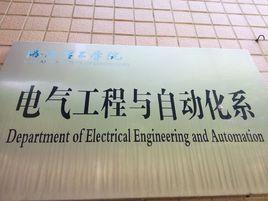 电气工程与自动化系
Department of Electrical Engineering and Automation